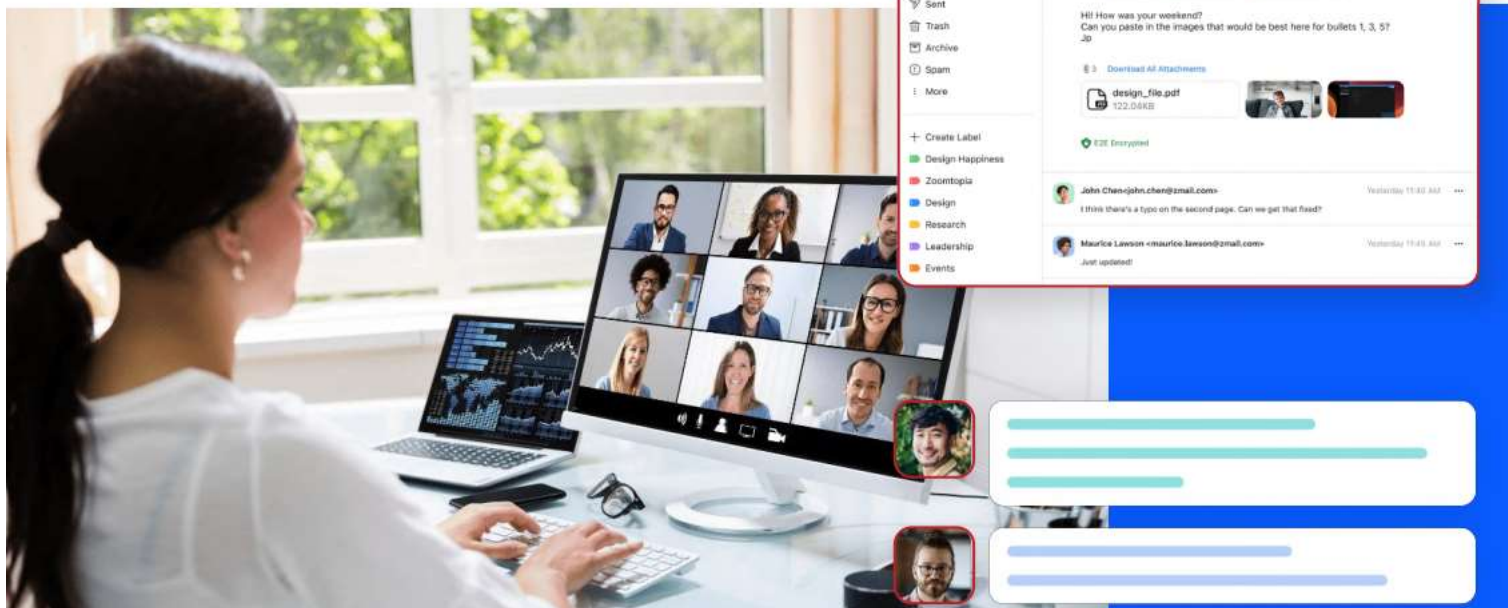 Sent
Trash
Archive
Spam
More
Create Label
Design Happiness
Zoomtopia
Design
Research
Leadership
Events
Hi! How was your weekend?
Can you paste in the images that would be best here for bullets 1, 3, 5?
Jp
3 Download All Attachments
design_file.pdf
122.04KB
E2E Encrypted
John Chen<john.chen@zmail.com> Yesterday 11:40 AM
I think there's a typo on the second page. Can we get that fixed?
Maurice Lawson <maurice.lawson@zmail.com> Yesterday 11:45 AM
Just updated!